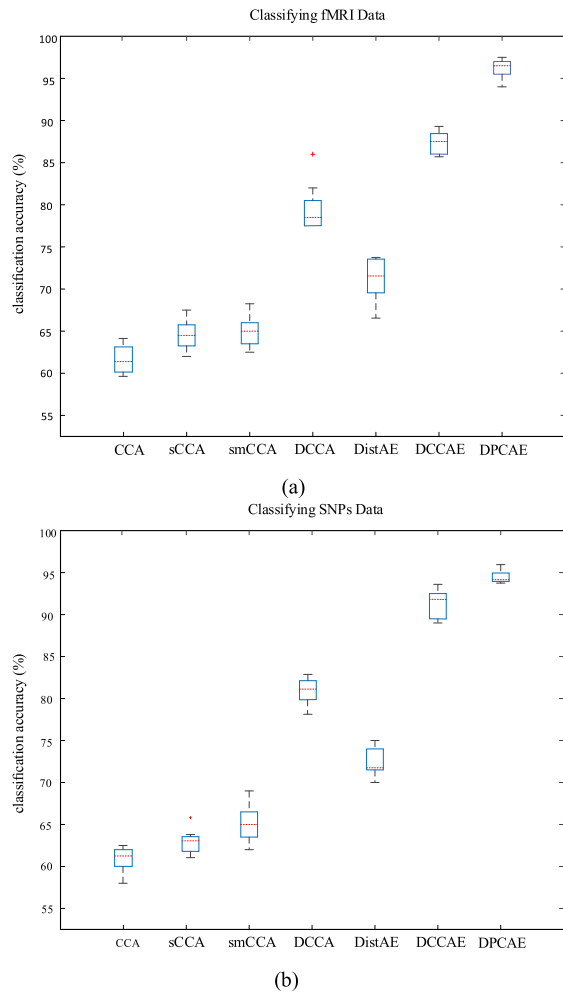 Classifying fMRI Data
100
95
90
85
80
75
70
65
60
55
classification accuracy (%)
CCA sCCA smCCA DCCA DistAE DCCAE DPCAE
(a)
Classifying SNPs Data
100
95
90
85
80
75
70
65
60
55
classification accuracy (%)
CCA sCCA smCCA DCCA DistAE DCCAE DPCAE
(b)